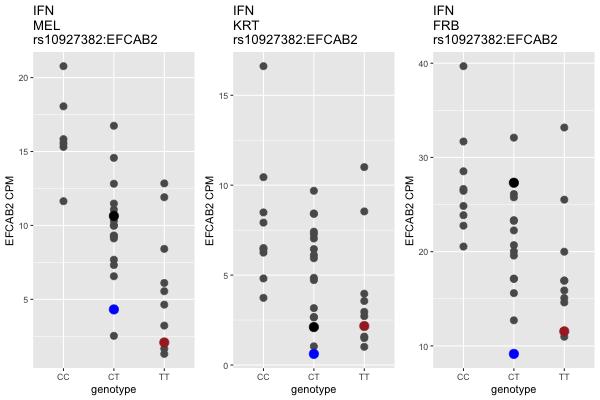 IFN
MEL
rs10927382:EFCAB2
EFCAB2 CPM
20
15
10
5
CC CT TT
genotype
IFN
KRT
rs10927382:EFCAB2
EFCAB2 CPM
15
10
5
0
CC CT TT
genotype
IFN
FRB
rs10927382:EFCAB2
EFCAB2 CPM
40
30
20
10
CC CT TT
genotype